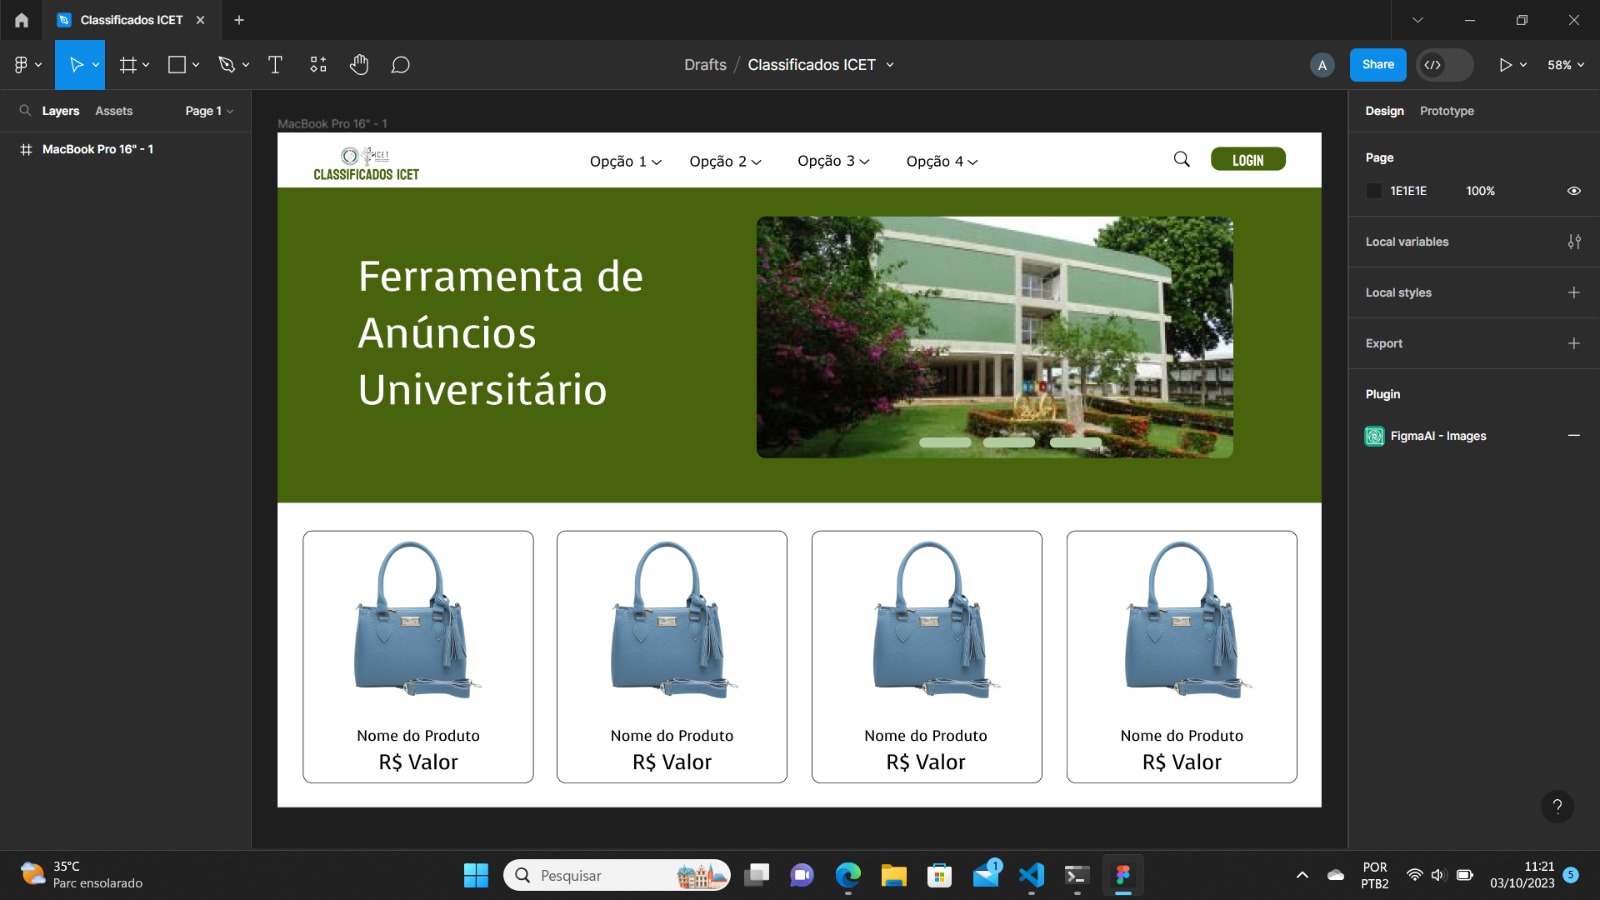 Classificados ICET
Drafts / Classificados ICET
A
Share
58%
Layers
Assets
Page 1
MacBook Pro 16" - 1
MacBook Pro 16" - 1
ICET
CLASSIFICADOS ICET
Opção 1
Opção 2
Opção 3
Opção 4
LOGIN
Ferramenta de
Anúncios
Universitário
Nome do Produto
R$ Valor
Nome do Produto
R$ Valor
Nome do Produto
R$ Valor
Nome do Produto
R$ Valor
Design
Prototype
Page
1E1E1E
100%
Local variables
Local styles
Export
Plugin
FigmaAI - Images
?
35°C
Parc ensolarado
Pesquisar
1
POR
PTB2
11:21
03/10/2023
5